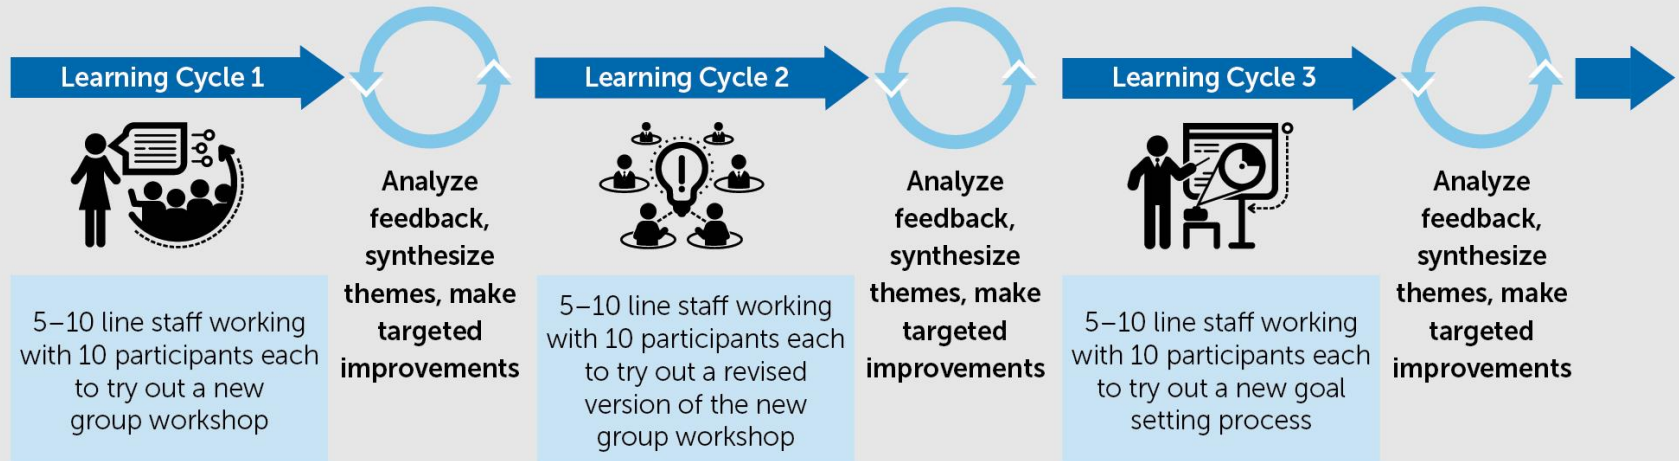 Learning Cycle 1
Analyze
feedback,
synthesize
themes, make
targeted
improvements
Learning Cycle 2
Analyze
feedback,
synthesize
themes, make
targeted
improvements
Learning Cycle 3
Analyze
feedback,
synthesize
themes, make
targeted
improvements
5–10 line staff working
with 10 participants each
to try out a new
group workshop
5–10 line staff working
with 10 participants each
to try out a revised
version of the new
group workshop
5–10 line staff working
with 10 participants each
to try out a new goal
setting process